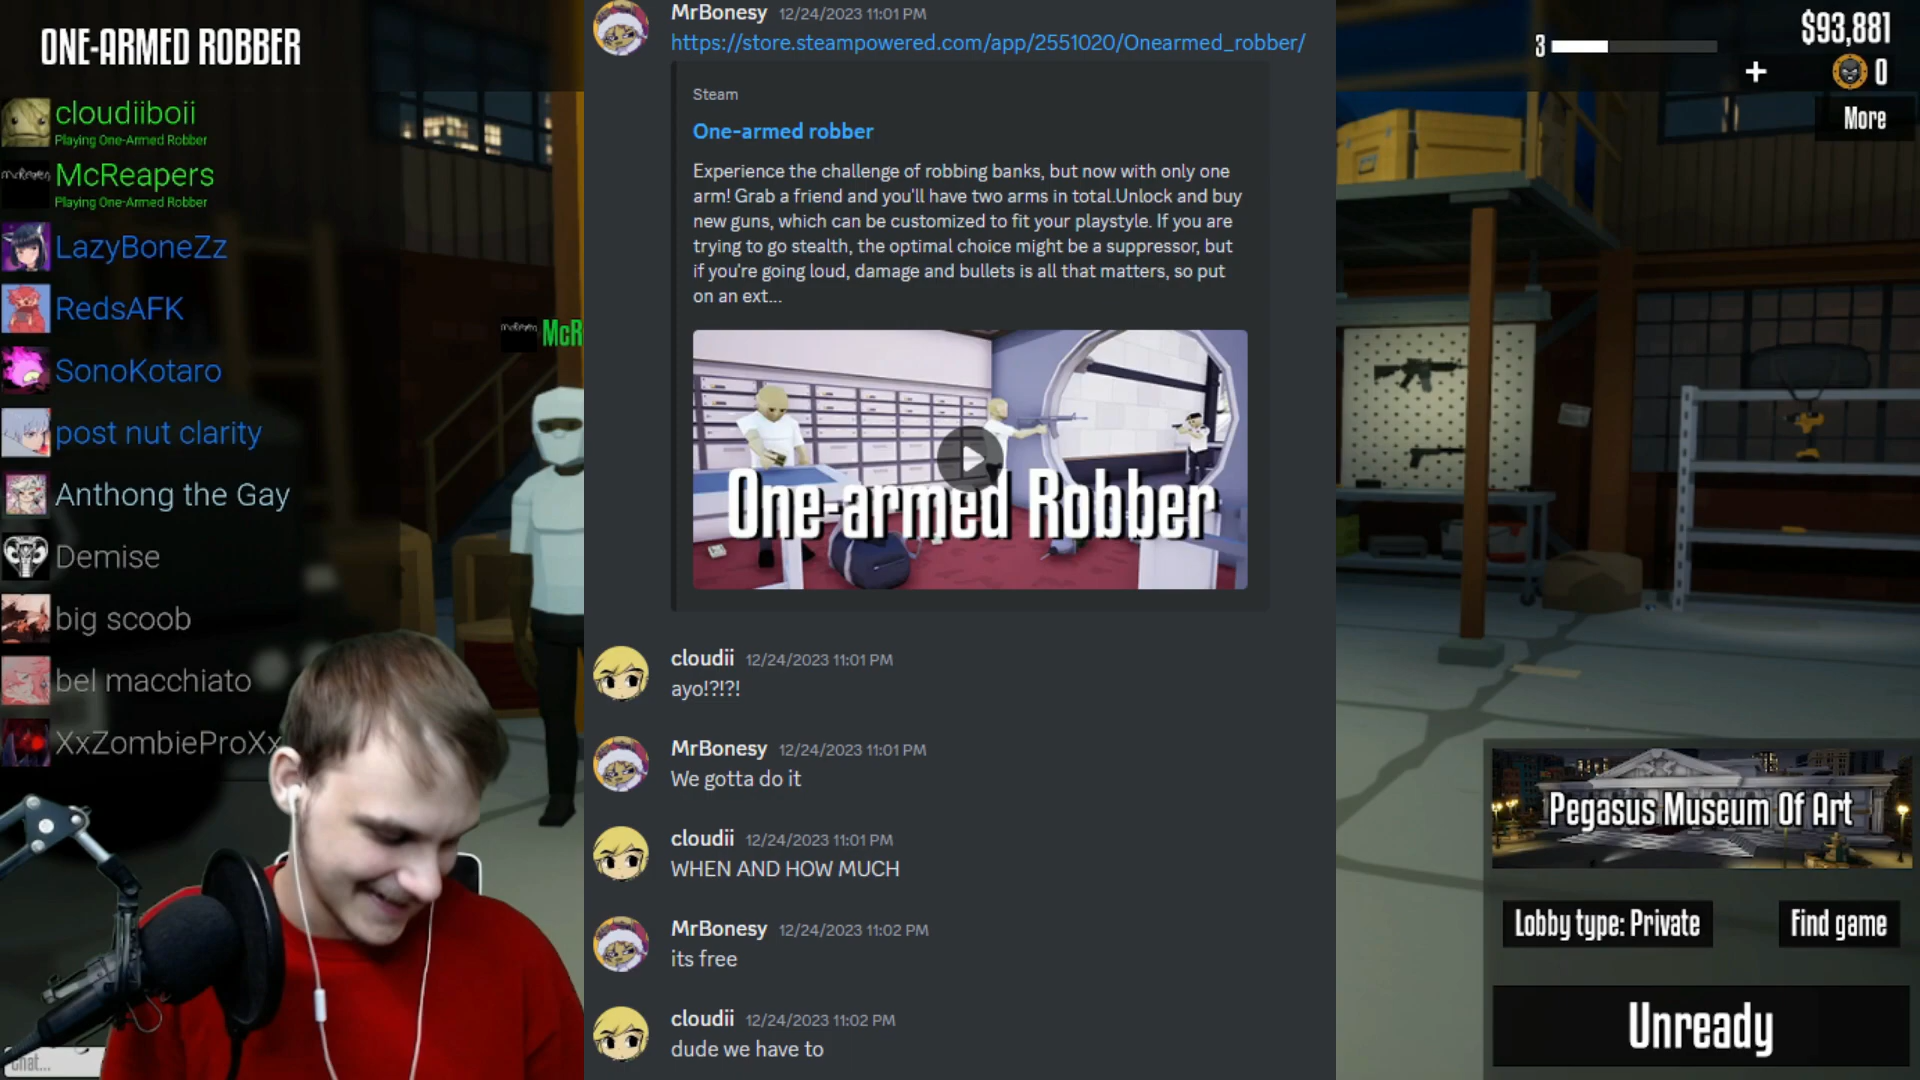 ONE-ARMED ROBBER
cloudiiboii
Playing One-Armed Robber
McReapers
Playing One-Armed Robber
LazyBoneZz
RedsAFK
SonoKotaro
post nut clarity
Anthong the Gay
Demise
big scoob
bel macchiato
XxZombieProXx
Chat...
McR
MrBonesy 12/24/2023 11:01 PM
https://store.steampowered.com/app/2551020/Onearmed_robber/
Steam
One-armed robber
Experience the challenge of robbing banks, but now with only one
arm! Grab a friend and you'll have two arms in total.Unlock and buy
new guns, which can be customized to fit your playstyle. If you are
trying to go stealth, the optimal choice might be a suppressor, but
if you're going loud, damage and bullets is all that matters, so put
on an ext...
One-armed Robber
cloudii 12/24/2023 11:01 PM
ayo!?!?!
MrBonesy 12/24/2023 11:01 PM
We gotta do it
cloudii 12/24/2023 11:01 PM
WHEN AND HOW MUCH
MrBonesy 12/24/2023 11:02 PM
its free
cloudii 12/24/2023 11:02 PM
dude we have to
3
$93,881
+ 0
More
Pegasus Museum Of Art
Lobby type: Private
Find game
Unready